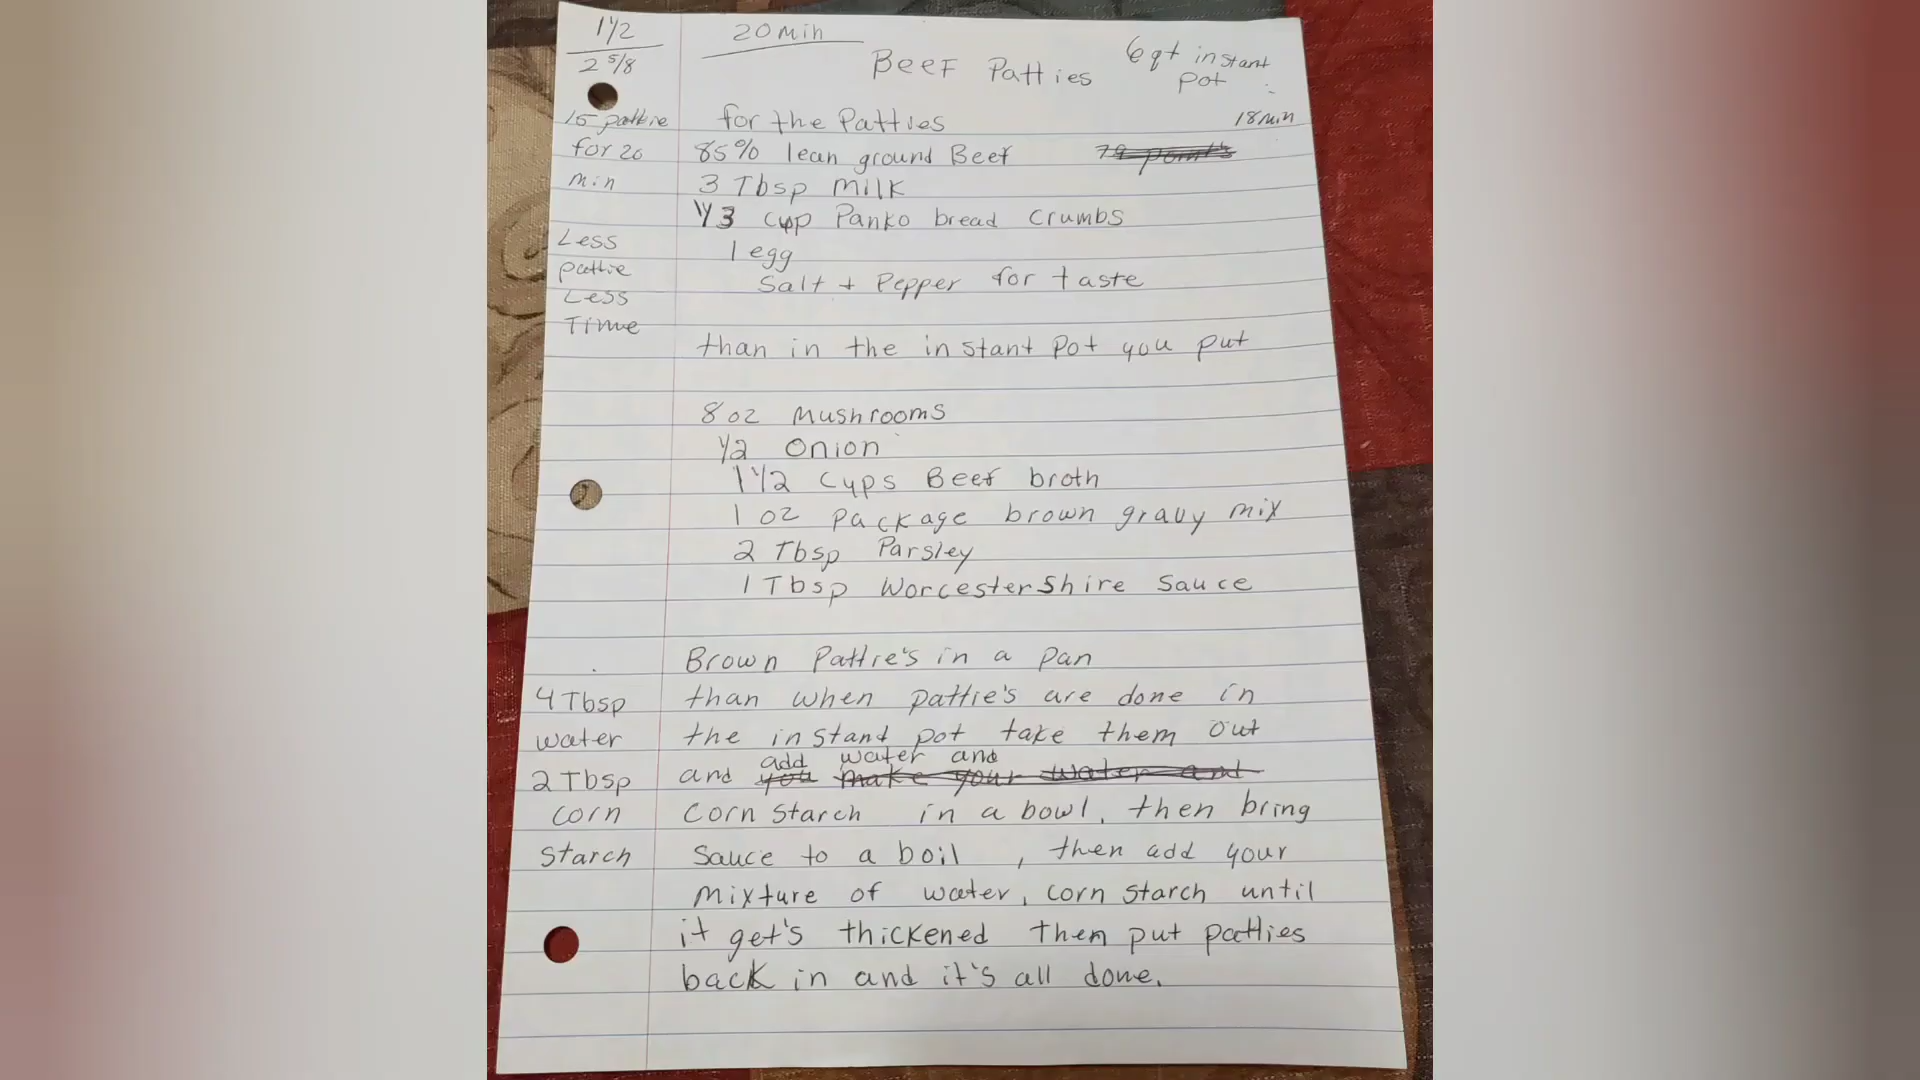 1 1/2
2 5/8
20 Min
Beef Patties
6 qt instant
pot
15 pattie
for 20
min
Less
pattie
Less
Time
for the Patties
18 min
85% lean ground Beef
3 Tbsp Milk
1/3 cup Panko bread crumbs
1 egg
Salt + Pepper for taste
than in the instant pot you put
8 oz Mushrooms
1/2 Onion
1 1/2 cups Beef broth
1 oz package brown gravy mix
2 Tbsp Parsley
1 Tbsp Worcestershire sauce
Brown Pattie's in a pan
than when pattie's are done in
the instand pot take them out
and add water and
corn starch in a bowl, then bring
sauce to a boil, then add your
mixture of water, corn starch until
it get's thickened then put patties
back in and it's all done.
4 Tbsp
water
2 Tbsp
corn
starch